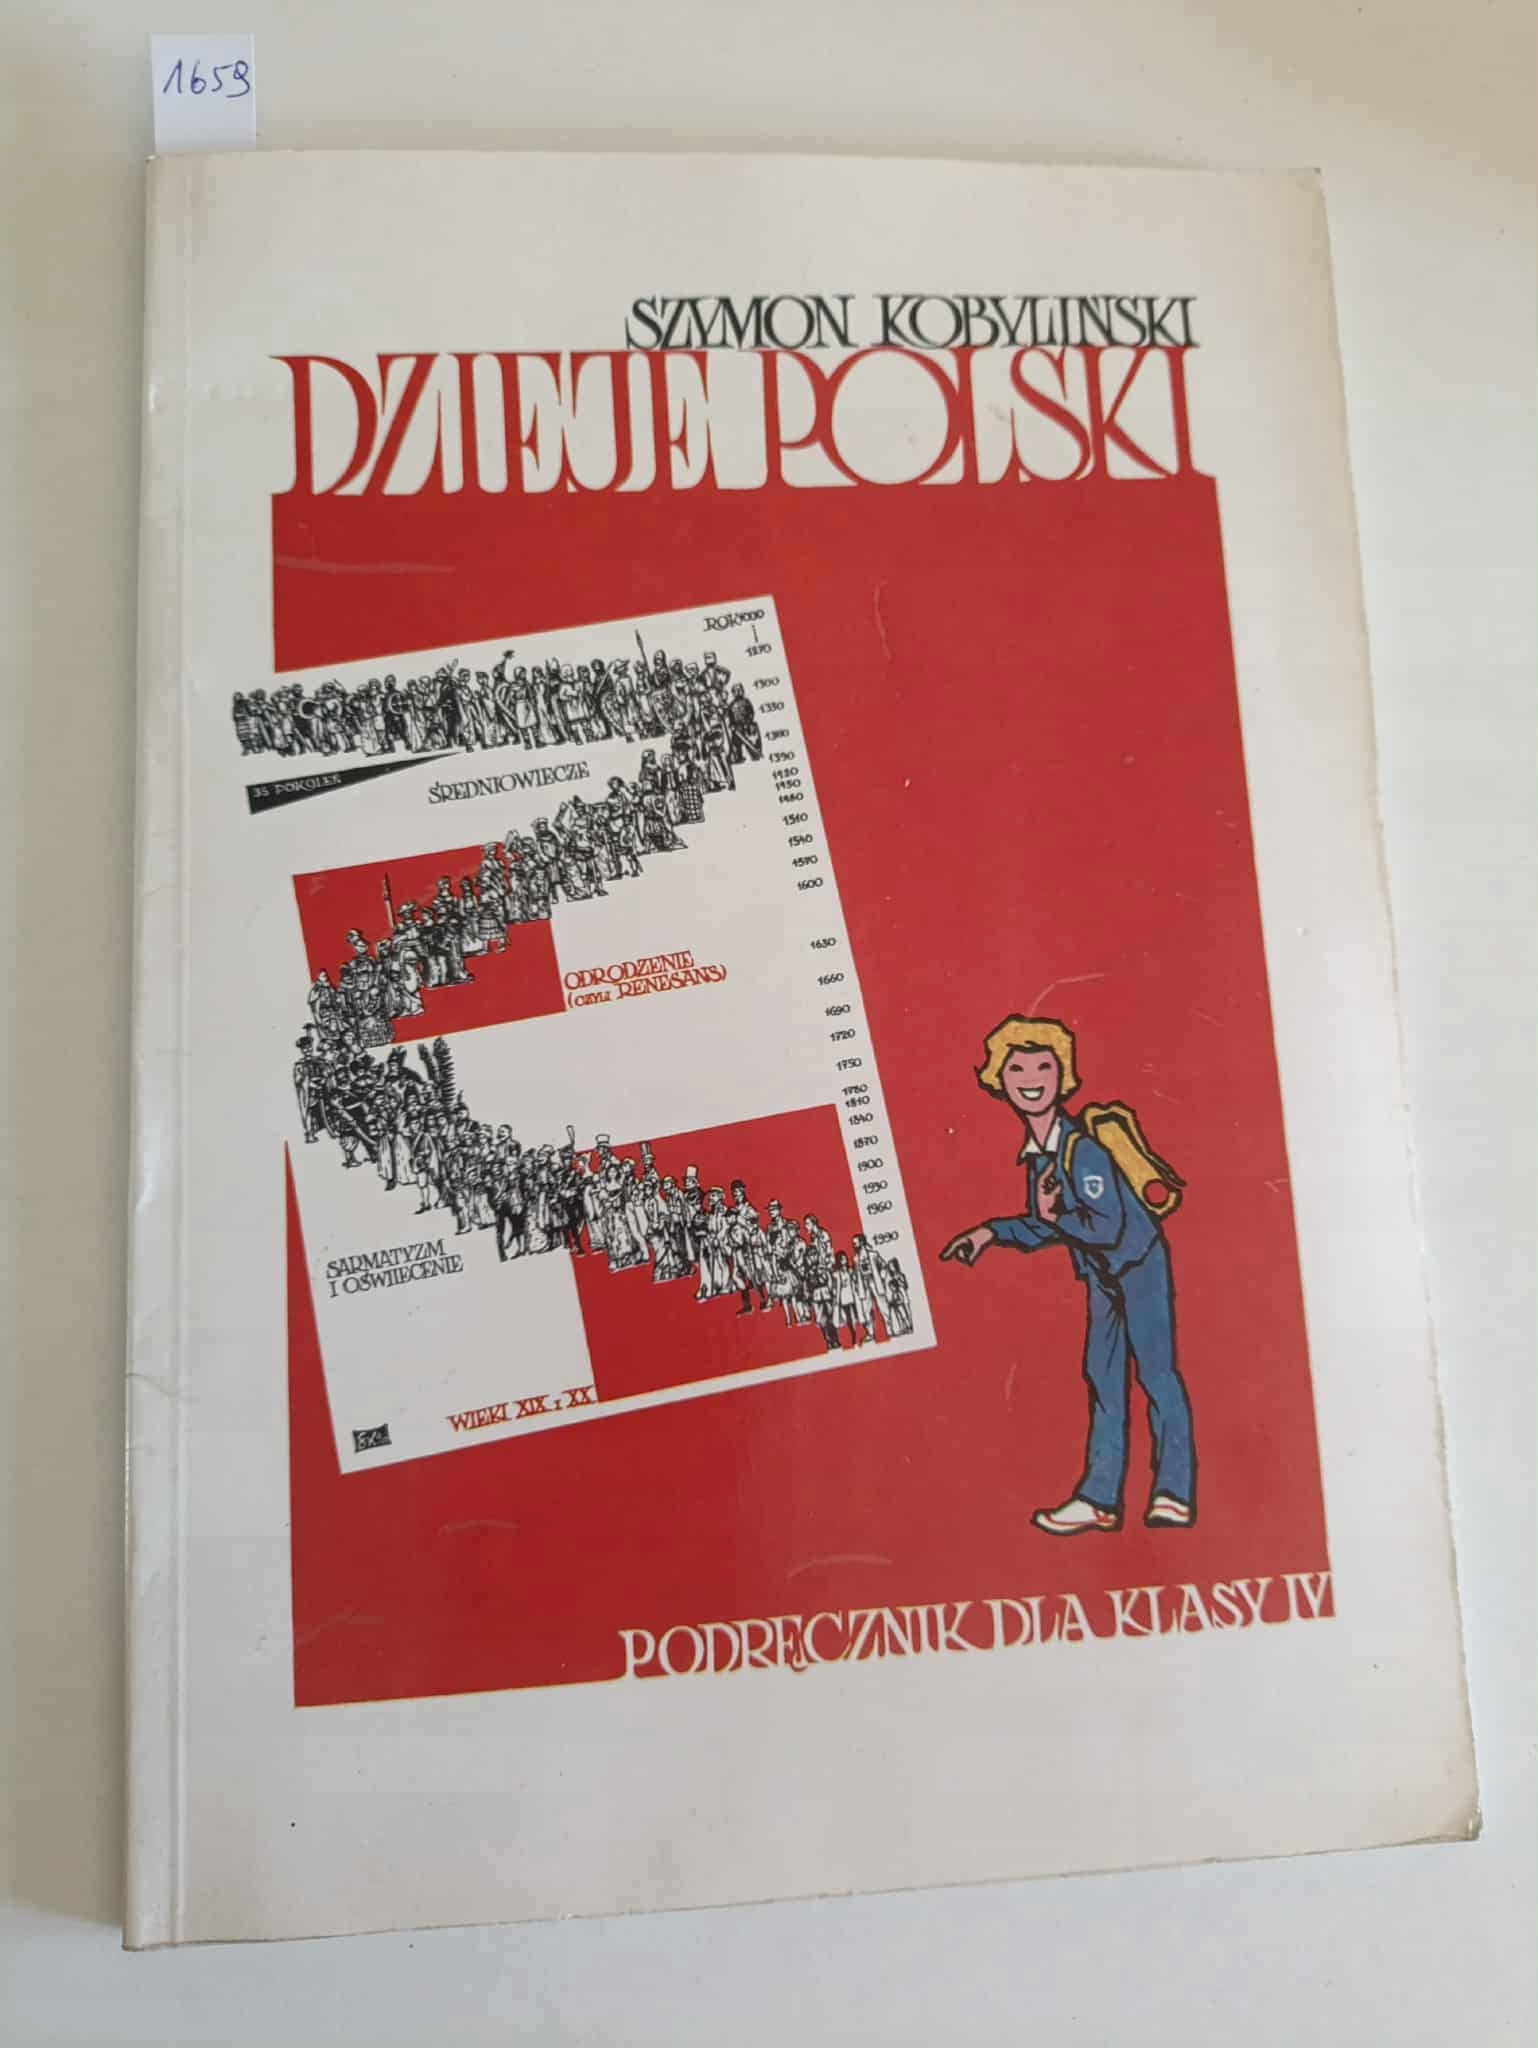 1659
SZYMON KOBYLIŃSKI
DZIEJE POLSKI
ROK 1000
1270
1300
1330
1360
1390
1420
1450
1480
1510
1540
1570
1600
1630
1660
1690
1720
1750
1780
1810
1840
1870
1900
1930
1960
1990
35 POKOLEŃ
ŚREDNIOWIECZE
ODRODZENIE
(CZYLI RENESANS)
SARMATYZM
I OŚWIECENIE
WIEKI XIX I XX
PODRĘCZNIK DLA KLASY IV